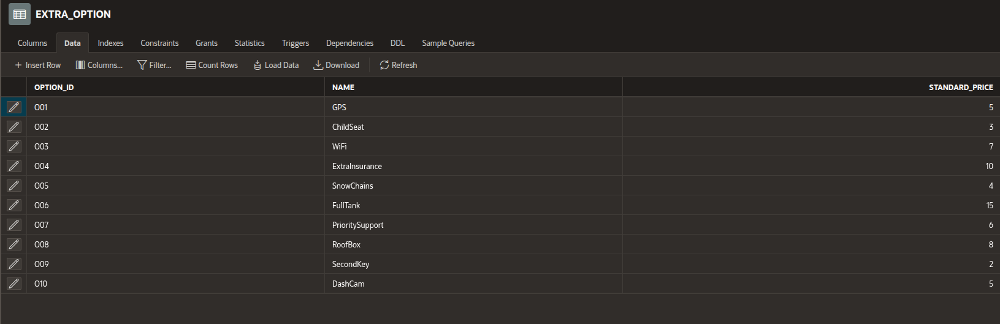 EXTRA_OPTION
Columns Data Indexes Constraints Grants Statistics Triggers Dependencies DDL Sample Queries
+ Insert Row Columns... Filter... Count Rows Load Data Download Refresh
OPTION_ID NAME STANDARD_PRICE
O01 GPS 5
O02 ChildSeat 3
O03 WiFi 7
O04 ExtraInsurance 10
O05 SnowChains 4
O06 FullTank 15
O07 PrioritySupport 6
O08 RoofBox 8
O09 SecondKey 2
O10 DashCam 5